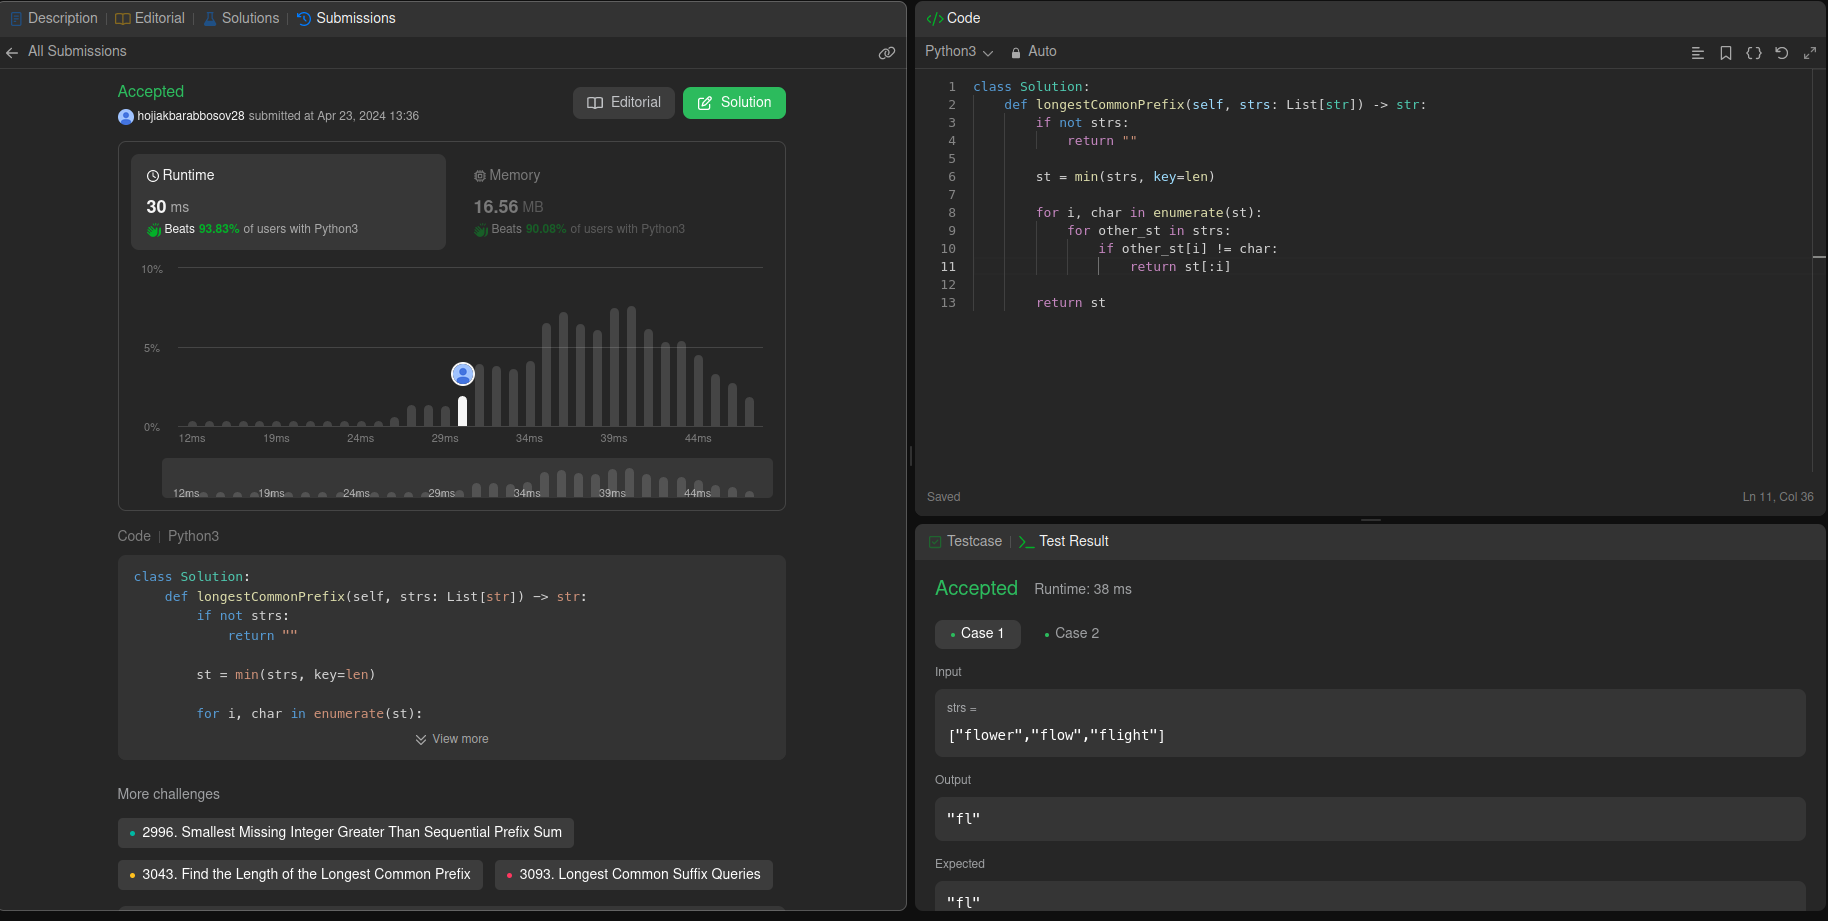 Description | Editorial | Solutions | Submissions
All Submissions
Accepted
hojiakbarabbosov28 submitted at Apr 23, 2024 13:36
Editorial
Solution
Runtime
30 ms
Beats 93.83% of users with Python3
Memory
16.56 MB
Beats 90.08% of users with Python3
10%
5%
0%
12ms 19ms 24ms 29ms 34ms 39ms 44ms
12ms 19ms 24ms 29ms 34ms 39ms 44ms
Code | Python3
class Solution:
    def longestCommonPrefix(self, strs: List[str]) -> str:
        if not strs:
            return ""
        st = min(strs, key=len)
        for i, char in enumerate(st):
View more
More challenges
2996. Smallest Missing Integer Greater Than Sequential Prefix Sum
3043. Find the Length of the Longest Common Prefix
3093. Longest Common Suffix Queries
</> Code
Python3
Auto
1 class Solution:
2     def longestCommonPrefix(self, strs: List[str]) -> str:
3         if not strs:
4             return ""
5
6         st = min(strs, key=len)
7
8         for i, char in enumerate(st):
9             for other_st in strs:
10                 if other_st[i] != char:
11                     return st[:i]
12
13         return st
Saved
Ln 11, Col 36
Testcase | >_ Test Result
Accepted Runtime: 38 ms
Case 1
Case 2
Input
strs =
["flower","flow","flight"]
Output
"fl"
Expected
"fl"